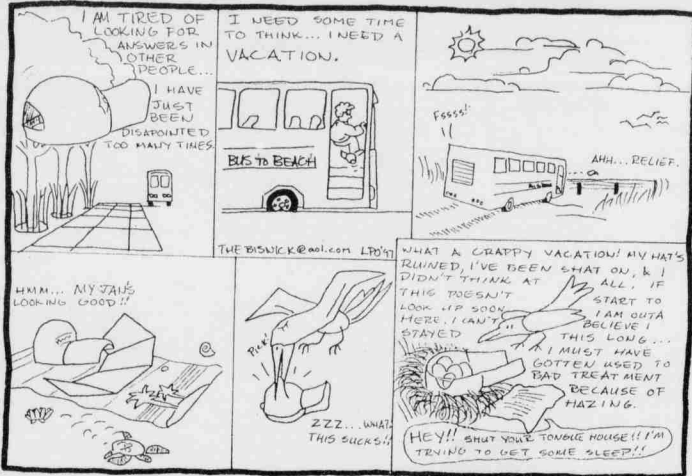 I AM TIRED OF
LOOKING FOR
ANSWERS IN
OTHER
PEOPLE...
I HAVE
JUST
BEEN
DISAPOINTED
TOO MANY TIMES.
I NEED SOME TIME
TO THINK... I NEED A
VACATION.
BUS TO BEACH
THEBISNICK@aol.com LPD'97
Fssss!
AHH... RELIEF.
HMM... MY TAN'S
LOOKING GOOD!!
PICK!
ZZZ...WHAT!
THIS SUCKS!!
WHAT A CRAPPY VACATION! MY HAT'S
RUINED, I'VE BEEN SHAT ON, & I
DIDN'T THINK AT ALL. IF
THIS DOESN'T START TO
LOOK UP SOON, I AM OUTA
HERE. I CAN'T BELIEVE I
STAYED THIS LONG...
I MUST HAVE
GOTTEN USED TO
BAD TREATMENT
BECAUSE OF
HAZING.
HEY!! SHUT YOUR TONGUE HOUSE!! I'M
TRYING TO GET SOME SLEEP!!